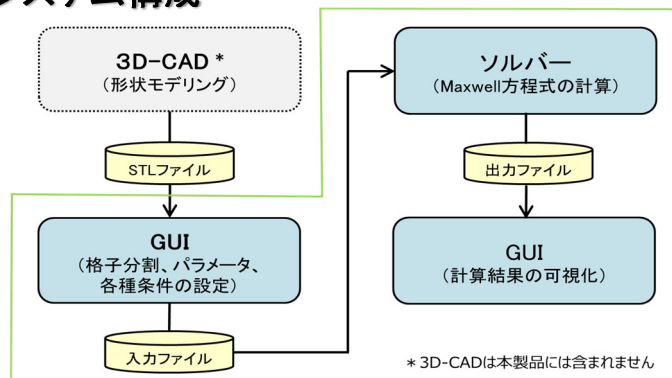 システム構成
3D-CAD *
（形状モデリング）
STLファイル
GUI
（格子分割、パラメータ、
各種条件の設定）
入力ファイル
ソルバー
（Maxwell方程式の計算）
出力ファイル
GUI
（計算結果の可視化）
* 3D-CADは本製品には含まれません